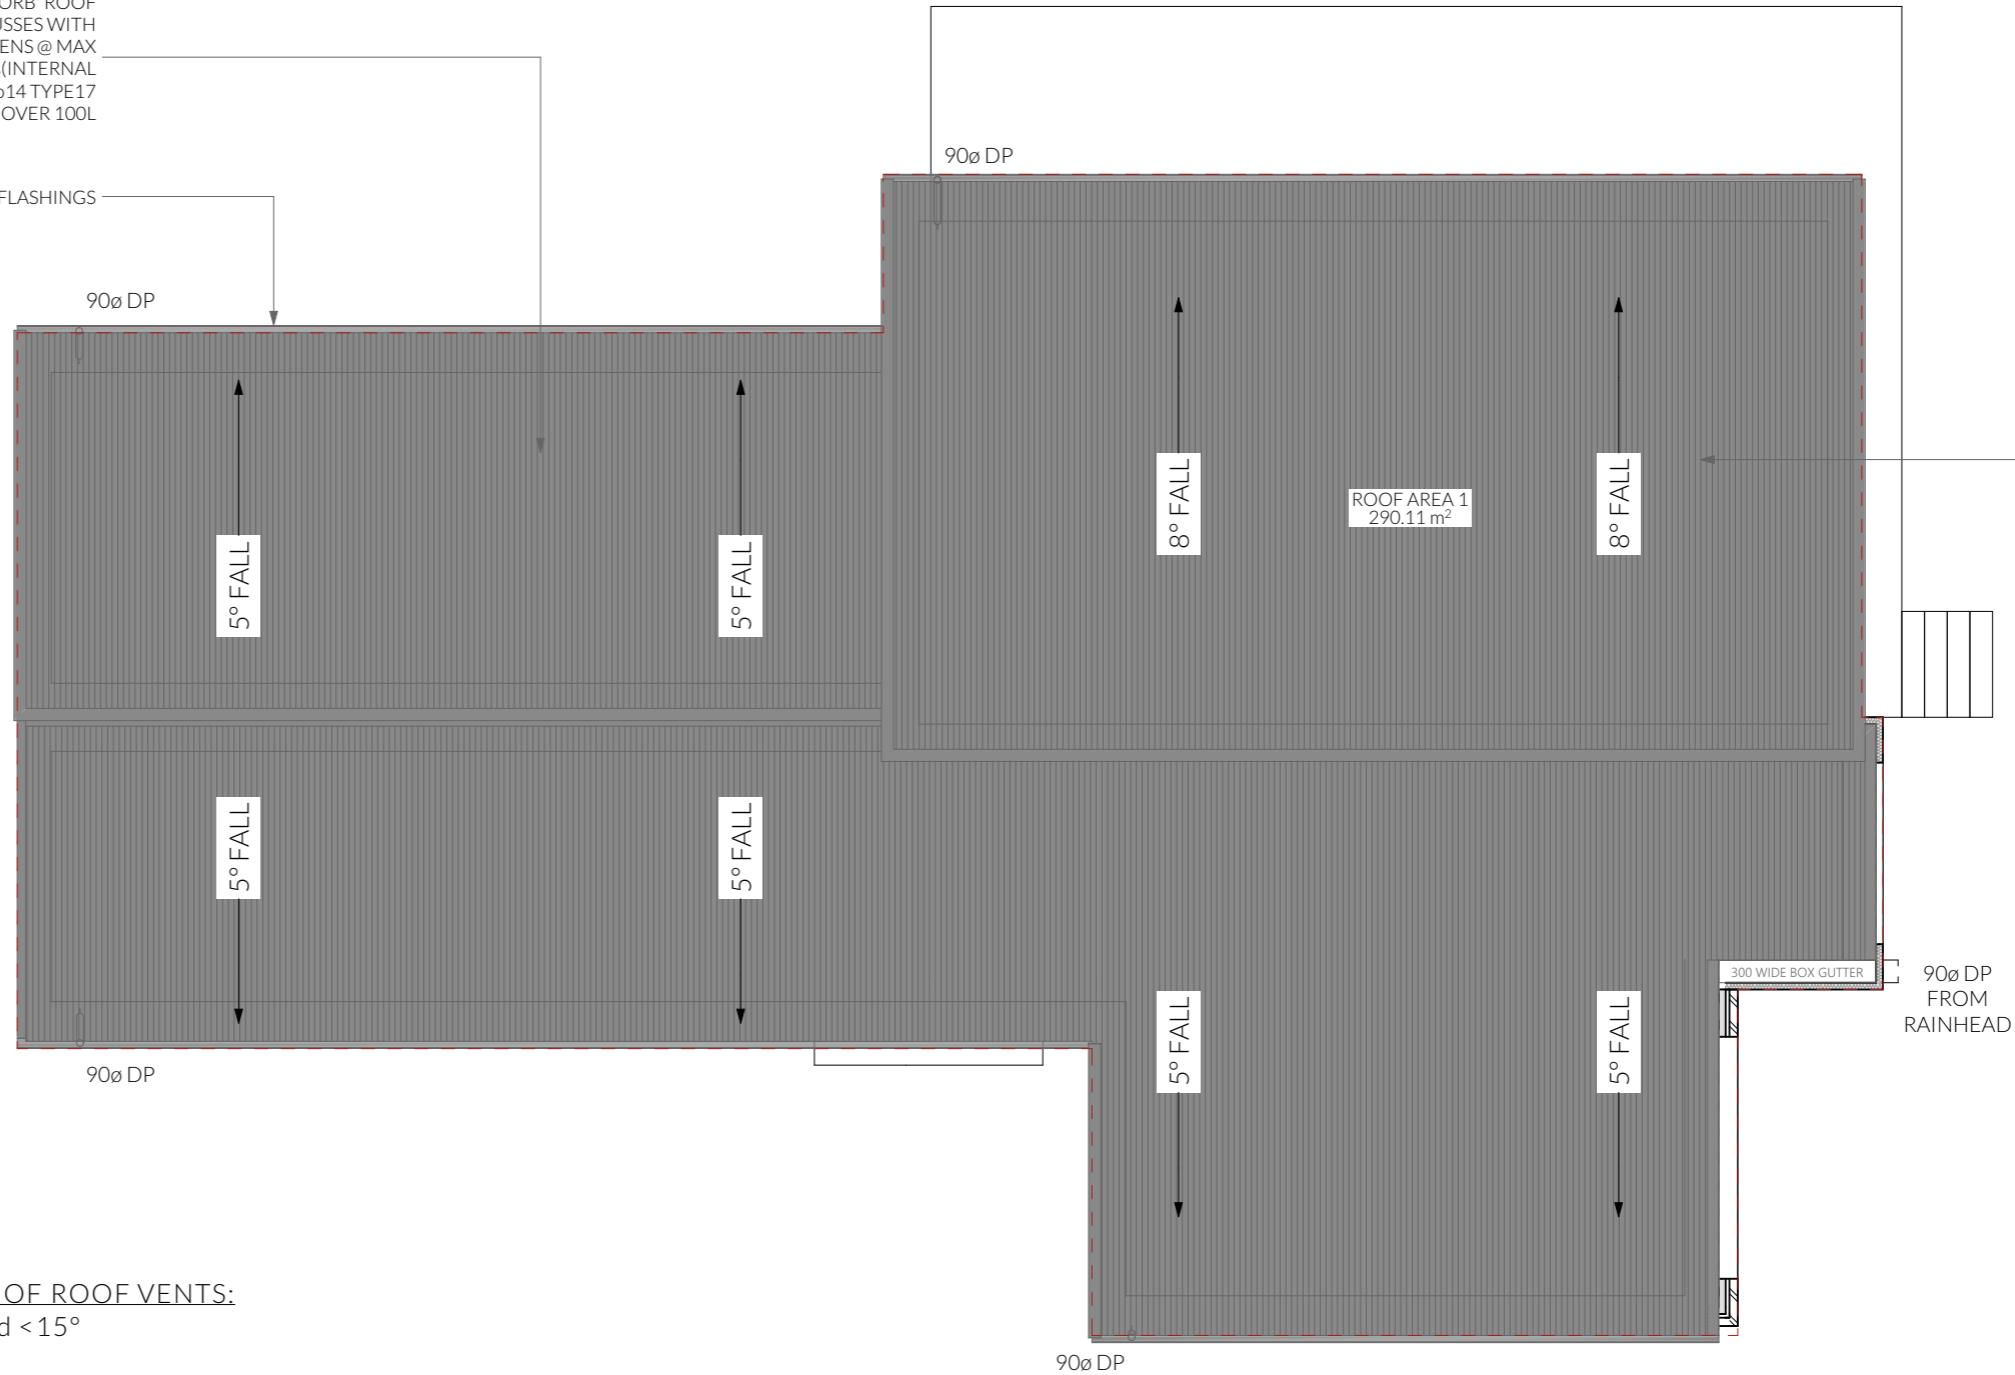 ORB' ROOF
USSES WITH
ENS @ MAX
(INTERNAL
14 TYPE17
OVER 100L
FLASHINGS
90ø DP
90ø DP
5° FALL
5° FALL
8° FALL
8° FALL
ROOF AREA 1
290.11 m²
5° FALL
5° FALL
5° FALL
5° FALL
300 WIDE BOX GUTTER
90ø DP
FROM
RAINHEAD
90ø DP
90ø DP
OF ROOF VENTS:
d <15°